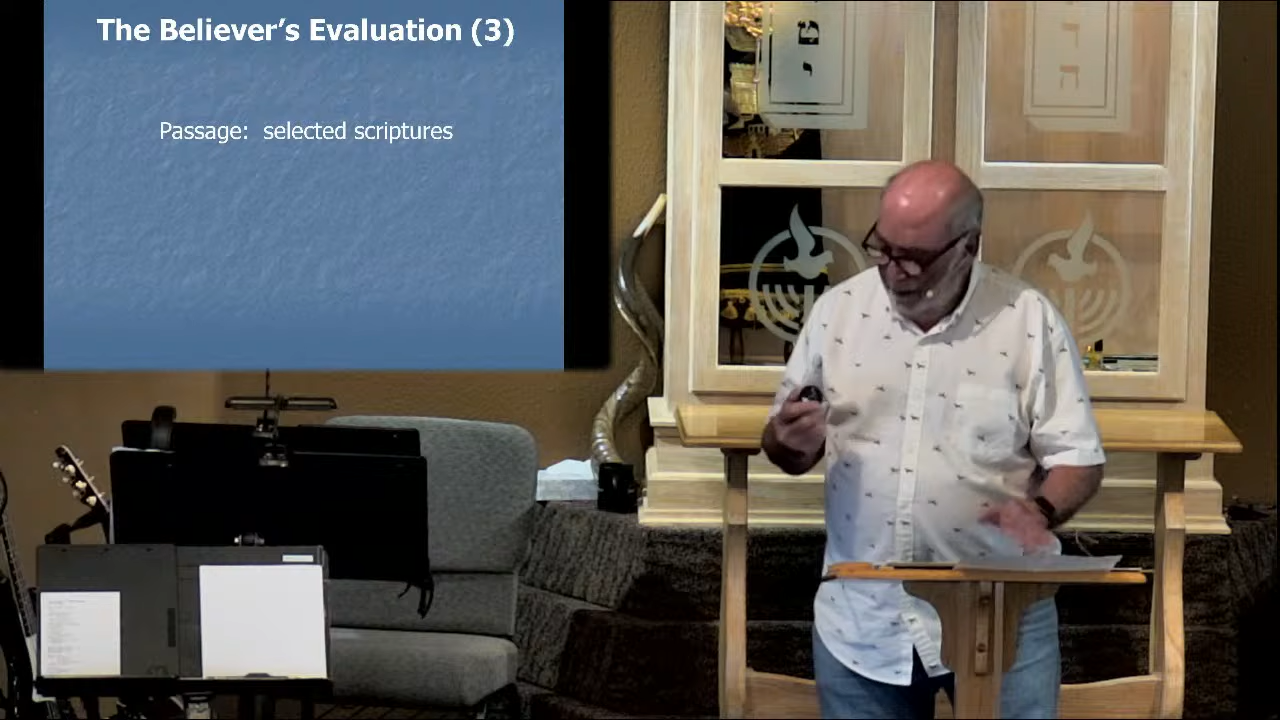 The Believer’s Evaluation (3)
Passage: selected scriptures